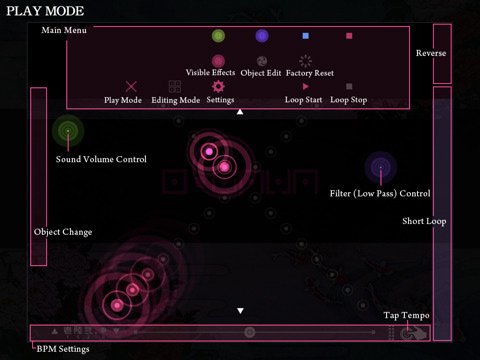 PLAY MODE
Main Menu
Reverse
Visible Effects
Object Edit
Factory Reset
Play Mode
Editing Mode
Settings
Loop Start
Loop Stop
Sound Volume Control
Filter (Low Pass) Control
Short Loop
Object Change
Tap Tempo
BPM Settings